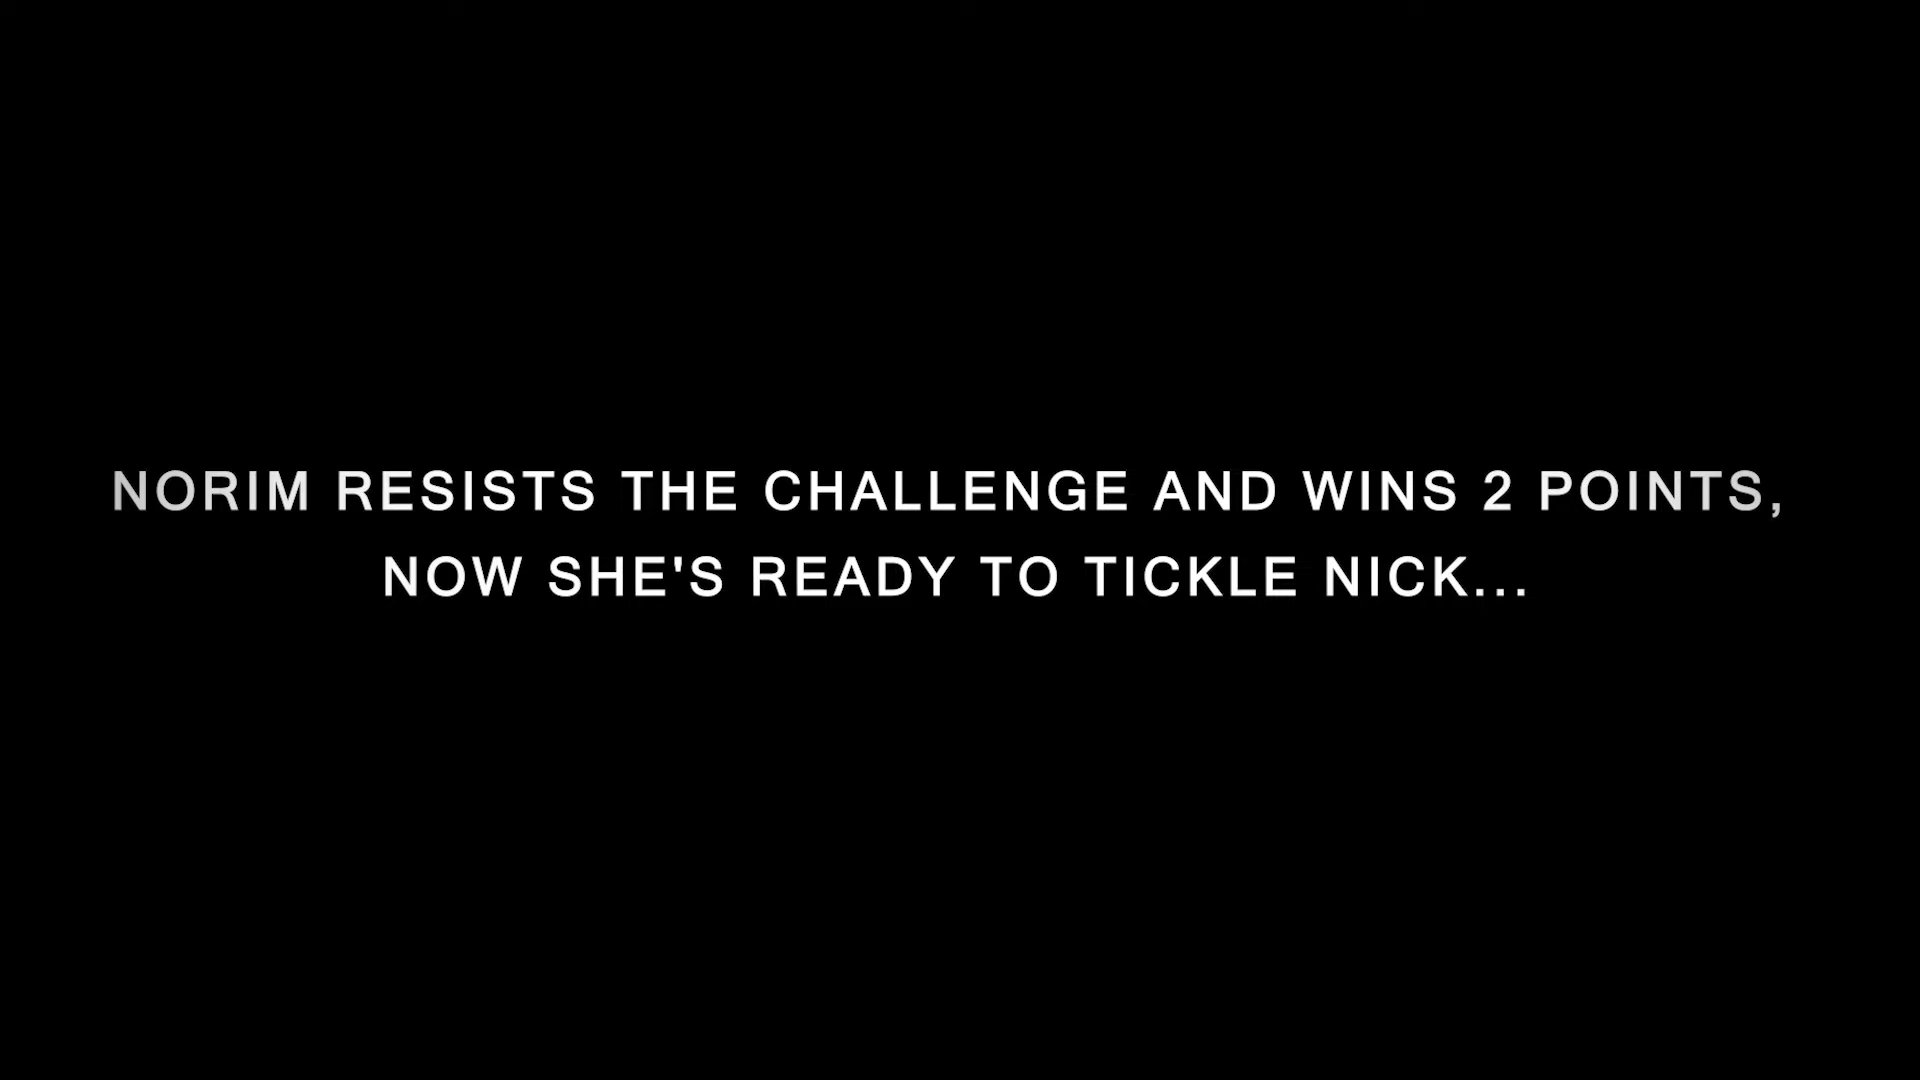 NORIM RESISTS THE CHALLENGE AND WINS 2 POINTS,
NOW SHE'S READY TO TICKLE NICK...